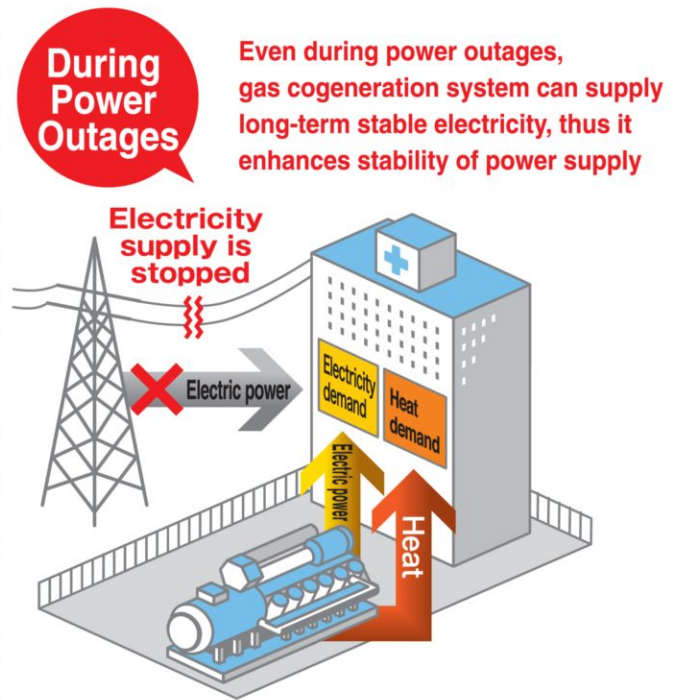 During
Power
Outages
Even during power outages,
gas cogeneration system can supply
long-term stable electricity, thus it
enhances stability of power supply
Electricity
supply is
stopped
Electric power
Electricity
demand
Heat
demand
Electric power
Heat